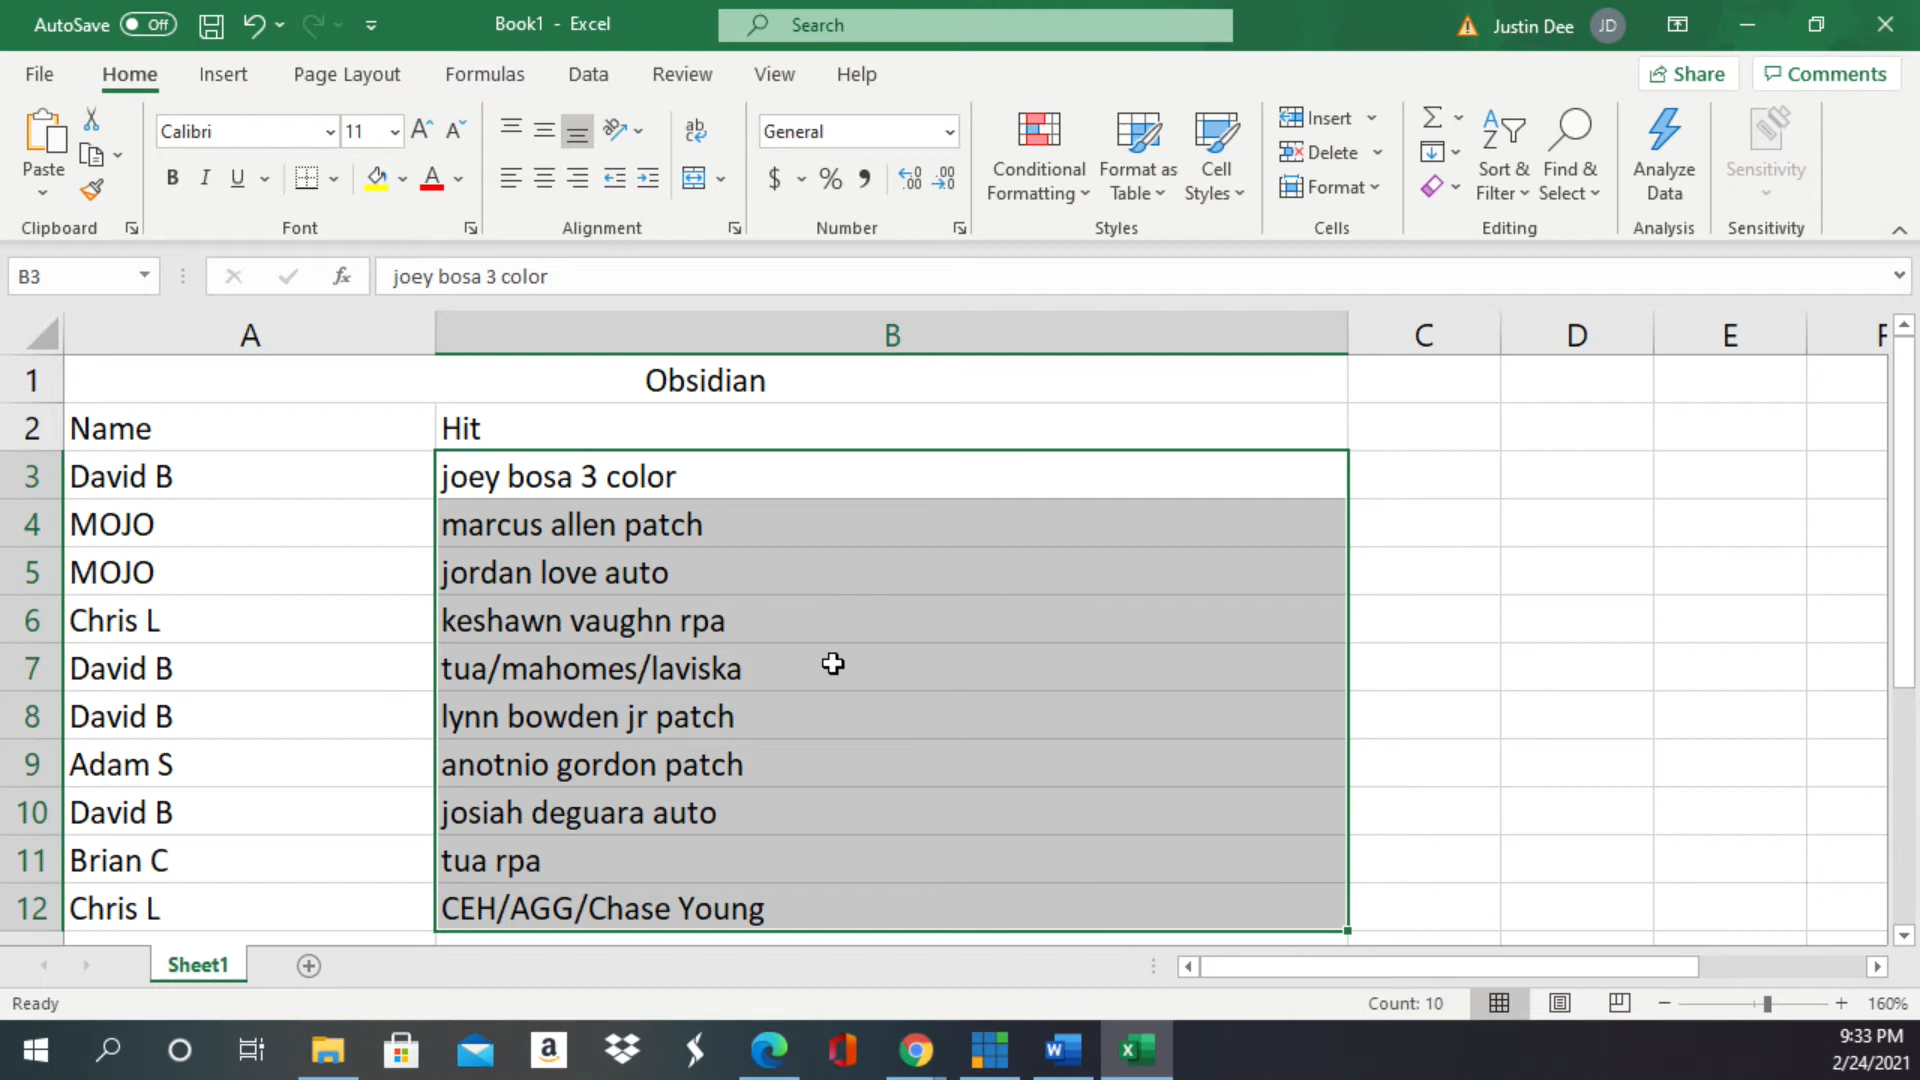 AutoSave Off Book1 - Excel Search Justin Dee JD
File Home Insert Page Layout Formulas Data Review View Help Share Comments
Paste
Clipboard
Calibri 11
B I U A
Font
ab
Alignment
General
$ % 9 .00
Number
Conditional Formatting
Format as Table
Cell Styles
Styles
Insert
Delete
Format
Cells
Sort & Filter
Find & Select
Editing
Analyze Data
Analysis
Sensitivity
Sensitivity
B3 fx joey bosa 3 color
A B C D E F
1 Obsidian
2 Name Hit
3 David B joey bosa 3 color
4 MOJO marcus allen patch
5 MOJO jordan love auto
6 Chris L keshawn vaughn rpa
7 David B tua/mahomes/laviska
8 David B lynn bowden jr patch
9 Adam S anotnio gordon patch
10 David B josiah deguara auto
11 Brian C tua rpa
12 Chris L CEH/AGG/Chase Young
Sheet1
Ready Count: 10 160%
9:33 PM
2/24/2021